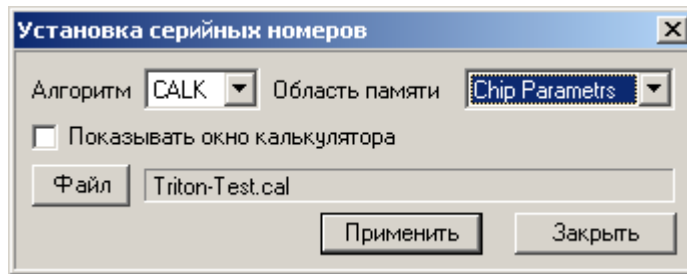 Установка серийных номеров
Алгоритм CALK Область памяти Chip Parametrs
Показывать окно калькулятора
Файл Triton-Test.cal
Применить Закрыть